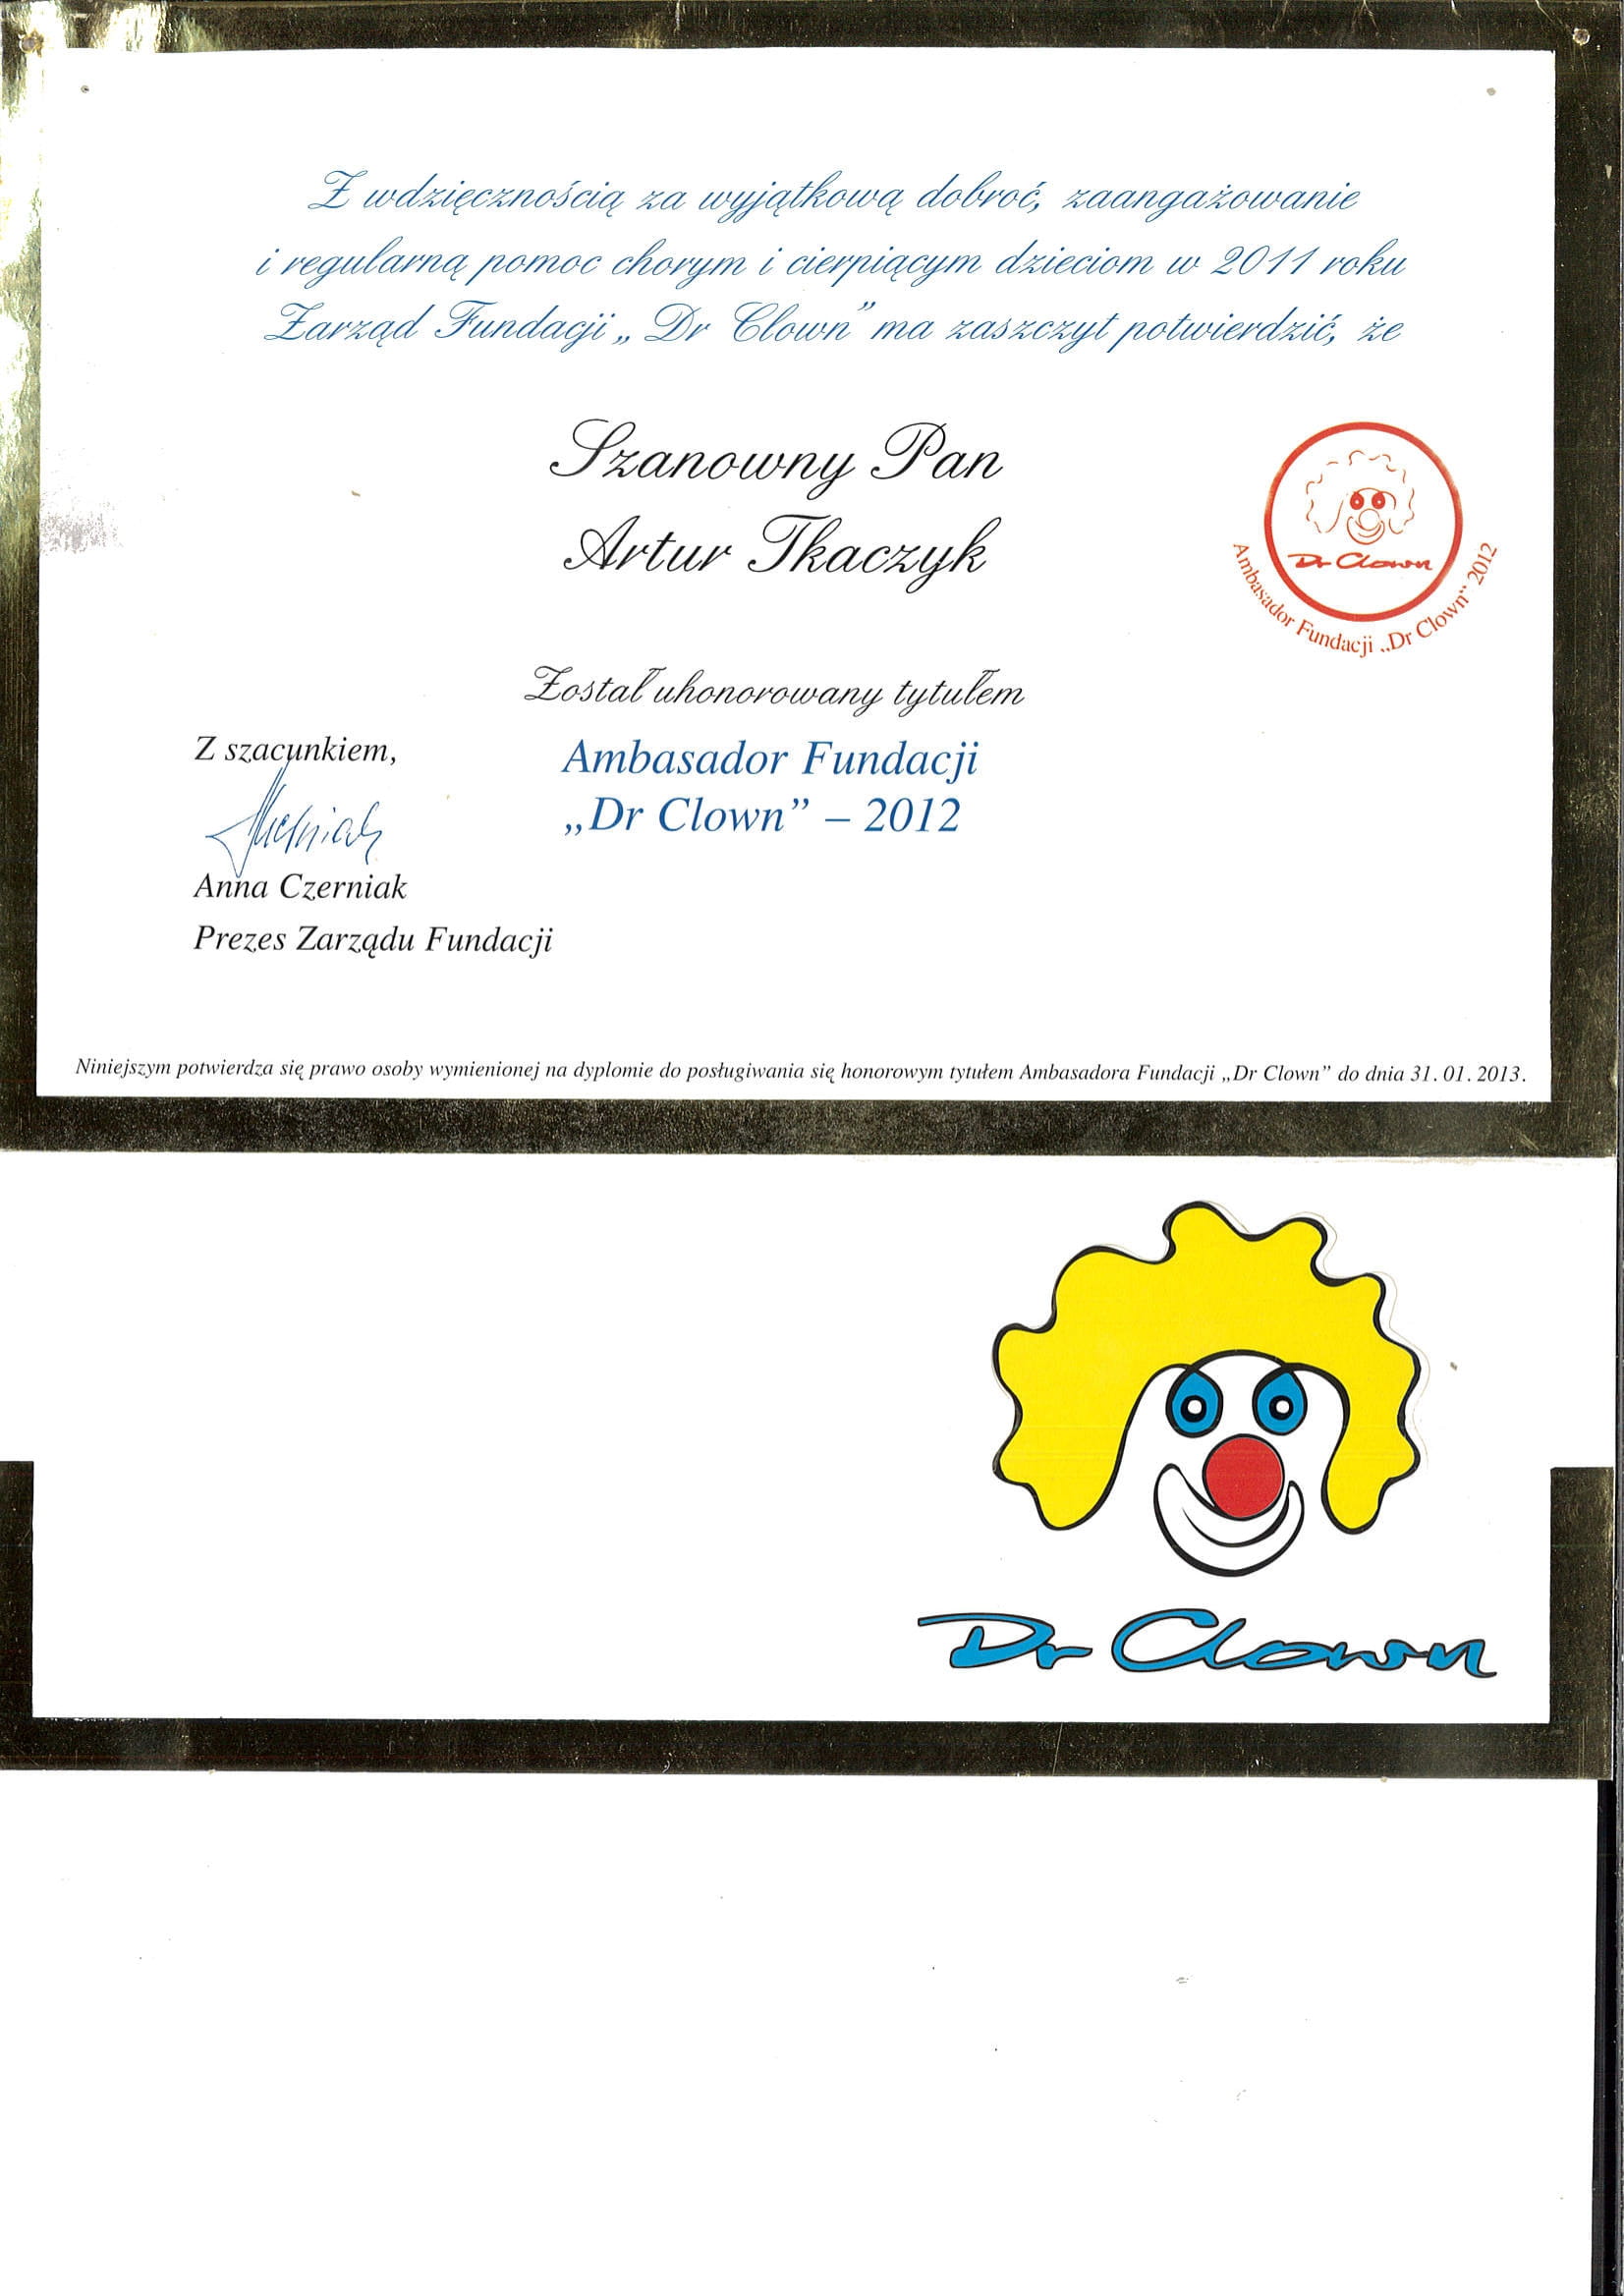 Z wdzięcznością za wyjątkową dobroć, zaangażowanie
i regularną pomoc chorym i cierpiącym dzieciom w 2011 roku
Zarząd Fundacji „Dr Clown” ma zaszczyt potwierdzić, że
Szanowny Pan
Artur Tkaczyk
Dr Clown
Ambasador Fundacji „Dr Clown” 2012
Został uhonorowany tytułem
Ambasador Fundacji
„Dr Clown” – 2012
Z szacunkiem,
Anna Czerniak
Prezes Zarządu Fundacji
Niniejszym potwierdza się prawo osoby wymienionej na dyplomie do posługiwania się honorowym tytułem Ambasadora Fundacji „Dr Clown” do dnia 31. 01. 2013.
Dr Clown